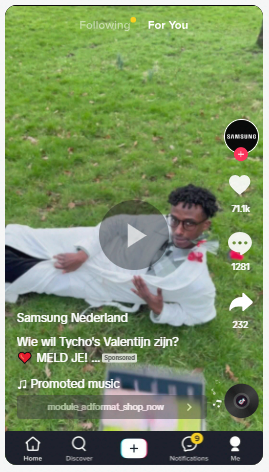 Following For You
SAMSUNG
71.1k
1281
232
Samsung Nederland
Wie wil Tycho's Valentijn zijn?
❤️ MELD JE! ... Sponsored
♫ Promoted music
module_adformat_shop_now >
Home Discover Notifications 9 Me